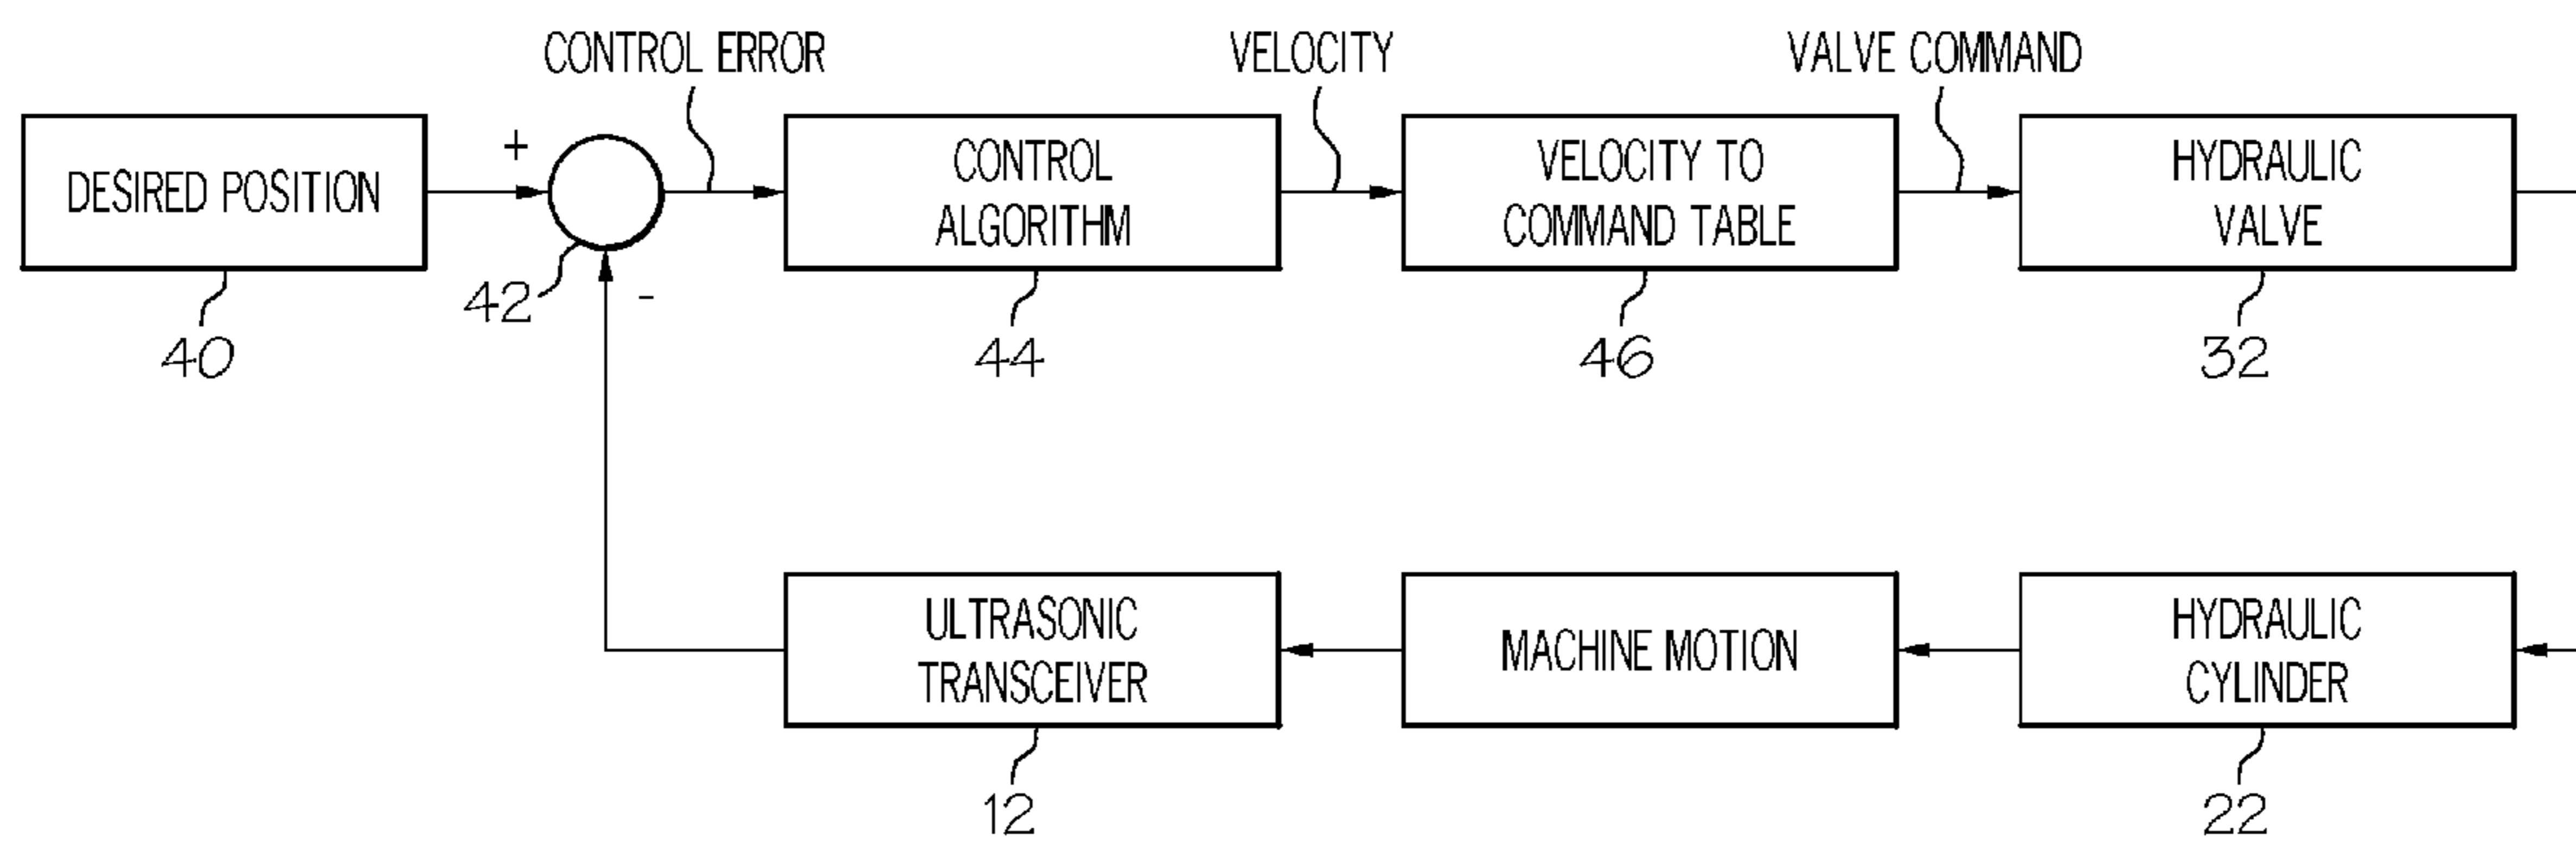 CONTROL ERROR
VELOCITY
VALVE COMMAND
DESIRED POSITION
+
CONTROL
ALGORITHM
VELOCITY TO
COMMAND TABLE
HYDRAULIC
VALVE
42
-
40
44
46
32
ULTRASONIC
TRANSCEIVER
MACHINE MOTION
HYDRAULIC
CYLINDER
12
22